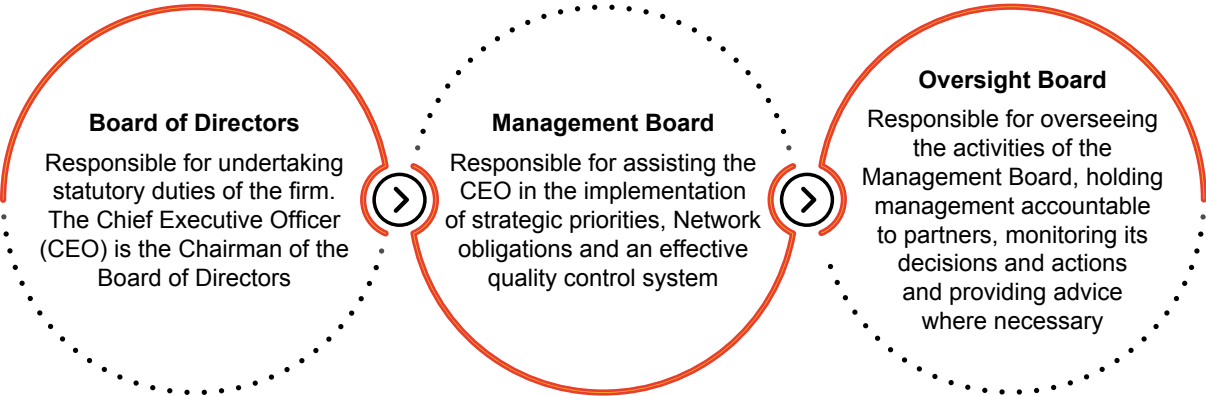 Board of Directors
Responsible for undertaking
statutory duties of the firm.
The Chief Executive Officer
(CEO) is the Chairman of the
Board of Directors
Management Board
Responsible for assisting the
CEO in the implementation
of strategic priorities, Network
obligations and an effective
quality control system
Oversight Board
Responsible for overseeing
the activities of the
Management Board, holding
management accountable
to partners, monitoring its
decisions and actions
and providing advice
where necessary